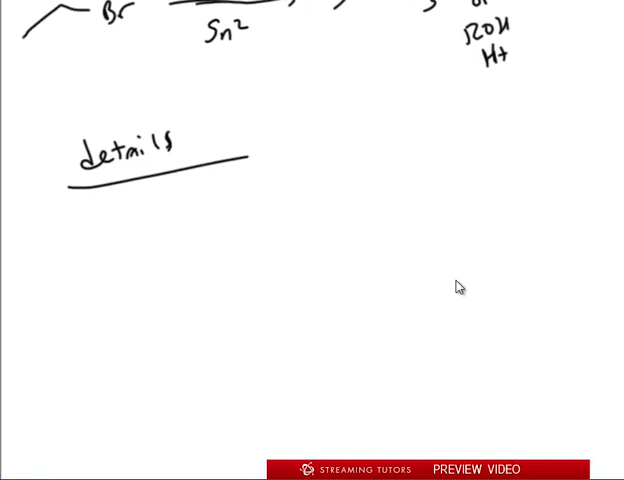 Br
Sn²
ROH
H+
details
STREAMING TUTORS PREVIEW VIDEO